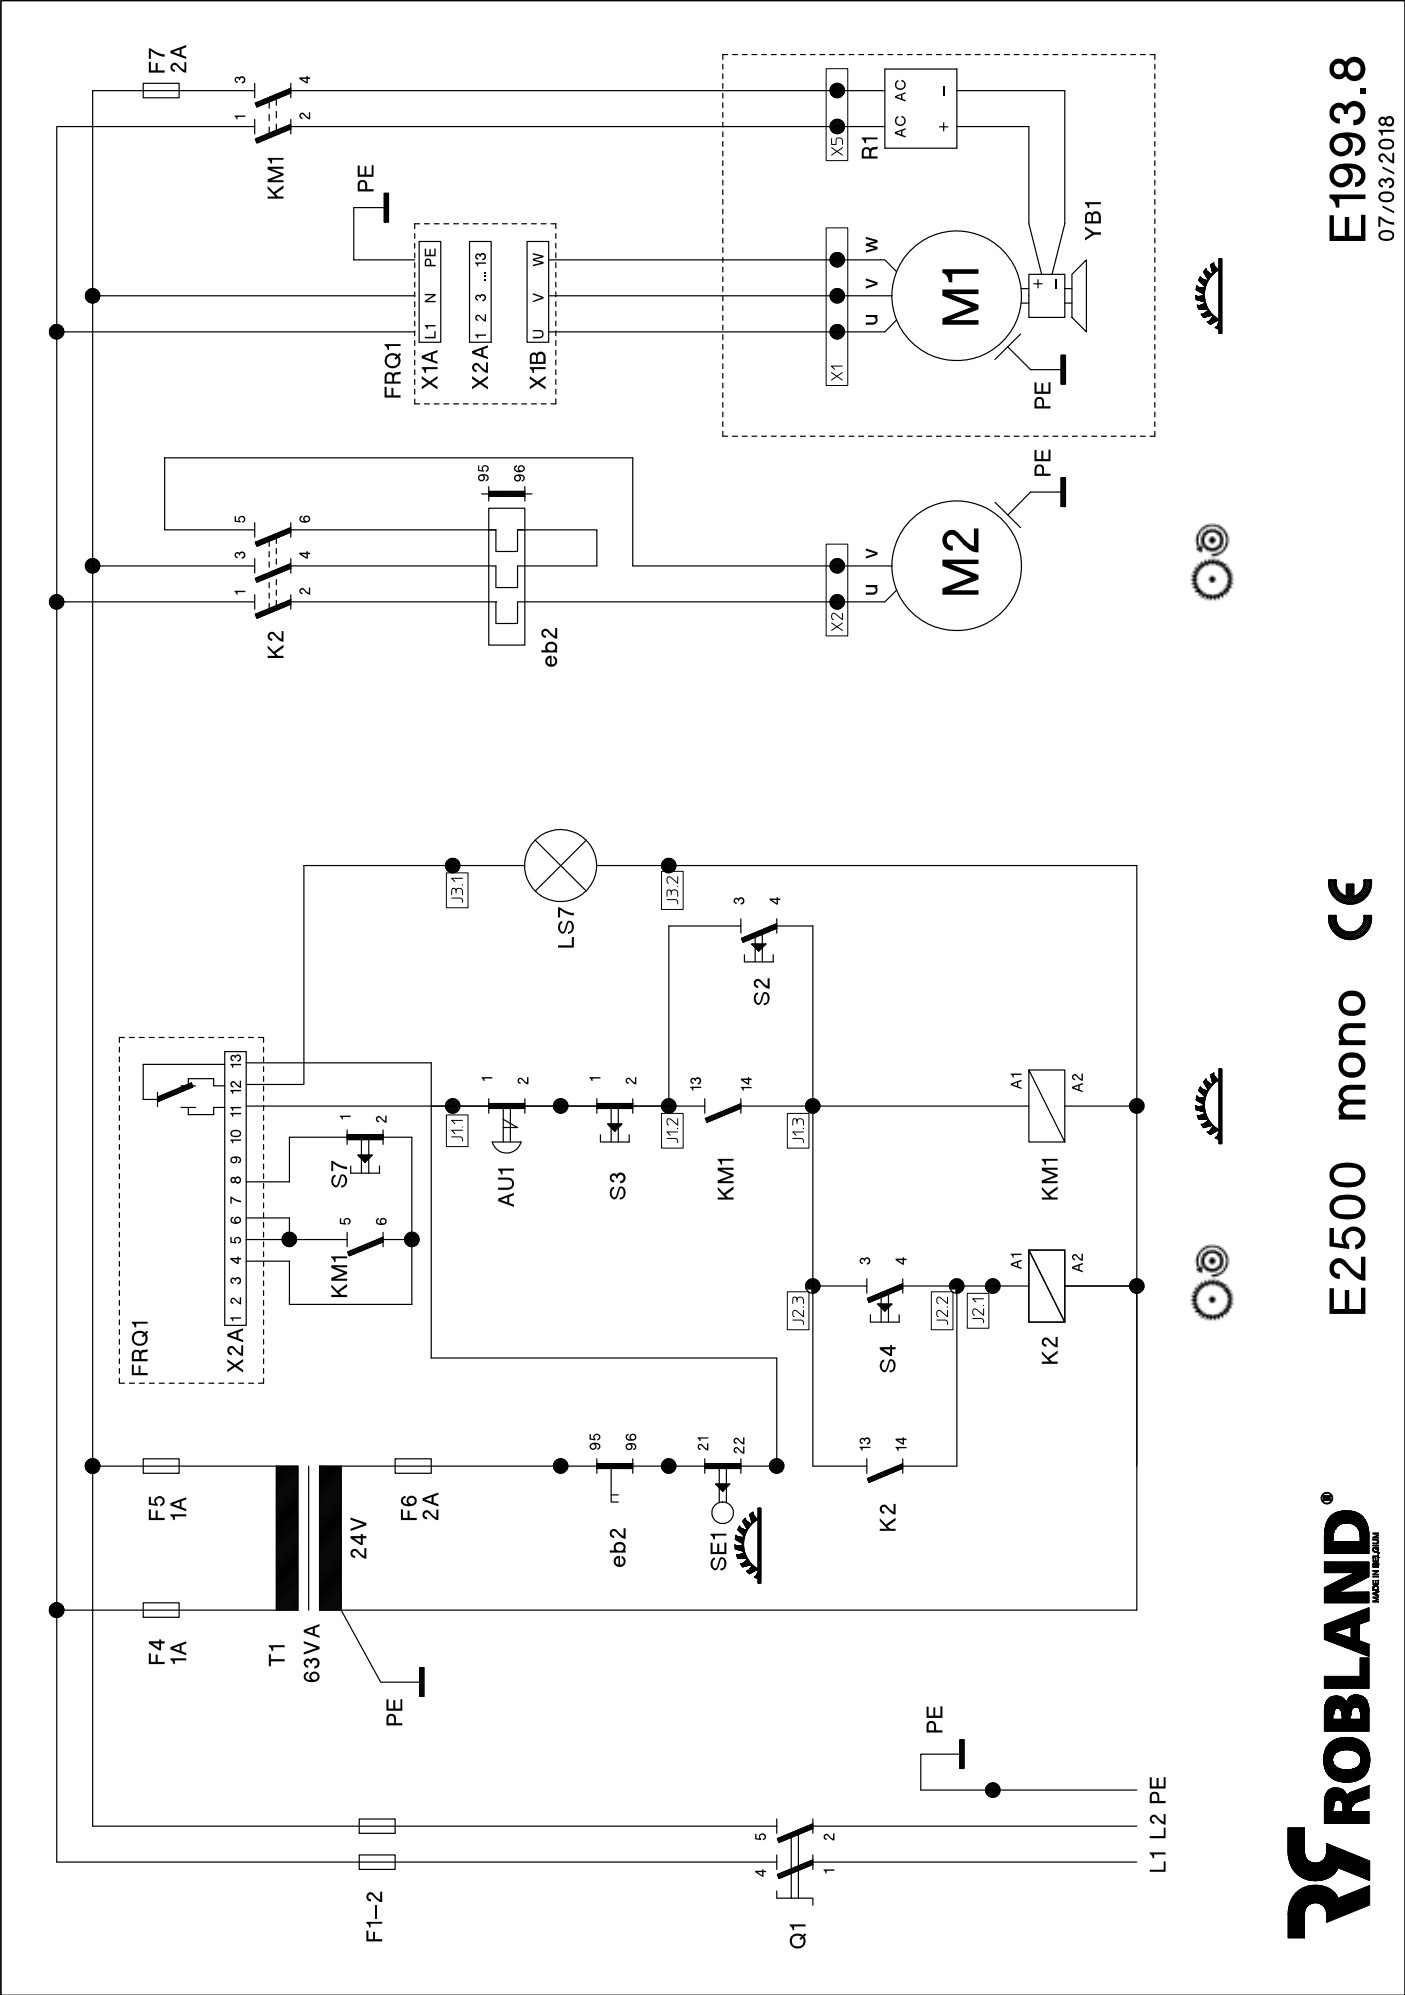 F1-2
Q1
4
5
1
2
L1 L2 PE
PE
F4
1A
F5
1A
T1
63VA
24V
PE
F6
2A
eb2
95
96
SE1
21
22
FRQ1
X2A
1 2 3 4 5 6 7 8 9 10 11 12 13
KM1
5
6
S7
1
2
J1.1
AU1
1
2
S3
1
2
J1.2
KM1
13
14
J1.3
S2
3
4
J3.1
LS7
J3.2
K2
13
14
J2.3
S4
3
4
J2.2
J2.1
K2
A1
A2
KM1
A1
A2
K2
1
3
5
2
4
6
eb2
95
96
X2
u
v
M2
PE
FRQ1
X1A
L1 N PE
X2A
1 2 3 ... 13
X1B
U V W
PE
X1
u
v
w
M1
PE
KM1
1
3
2
4
F7
2A
X5
R1
AC AC
+ -
+ -
YB1
ROBLAND®
MADE IN BELGIUM
E2500 mono CE
E1993.8
07/03/2018